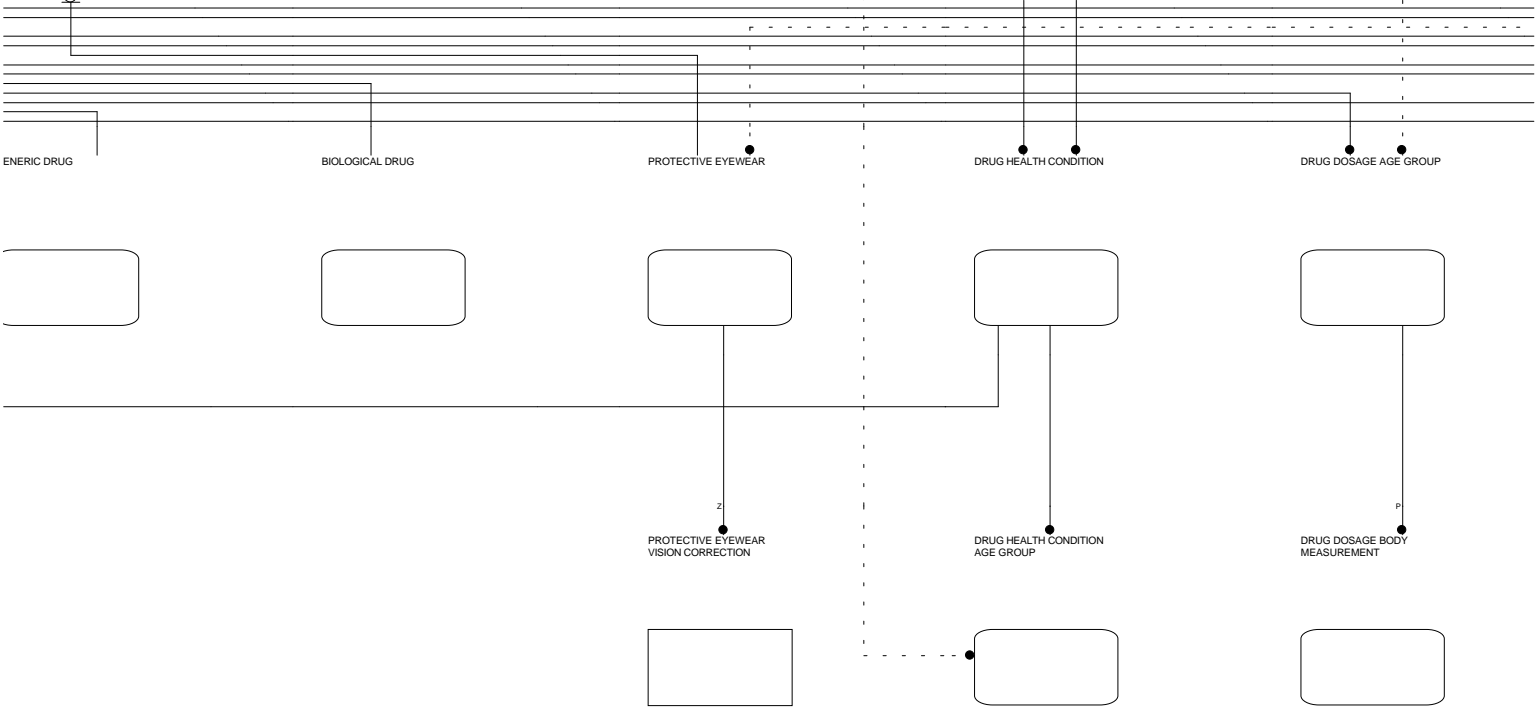 ENERIC DRUG
BIOLOGICAL DRUG
PROTECTIVE EYEWEAR
DRUG HEALTH CONDITION
DRUG DOSAGE AGE GROUP
Z
P
PROTECTIVE EYEWEAR
VISION CORRECTION
DRUG HEALTH CONDITION
AGE GROUP
DRUG DOSAGE BODY
MEASUREMENT